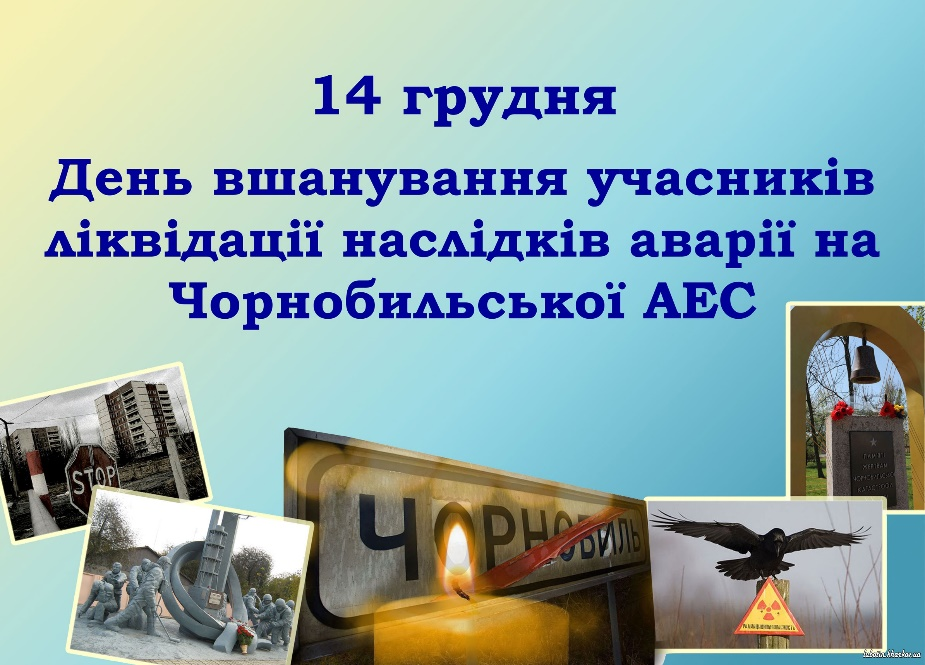 14 грудня
День вшанування учасників
ліквідації наслідків аварії на
Чорнобильської АЕС
STOP
ЧОРНОБИЛЬ